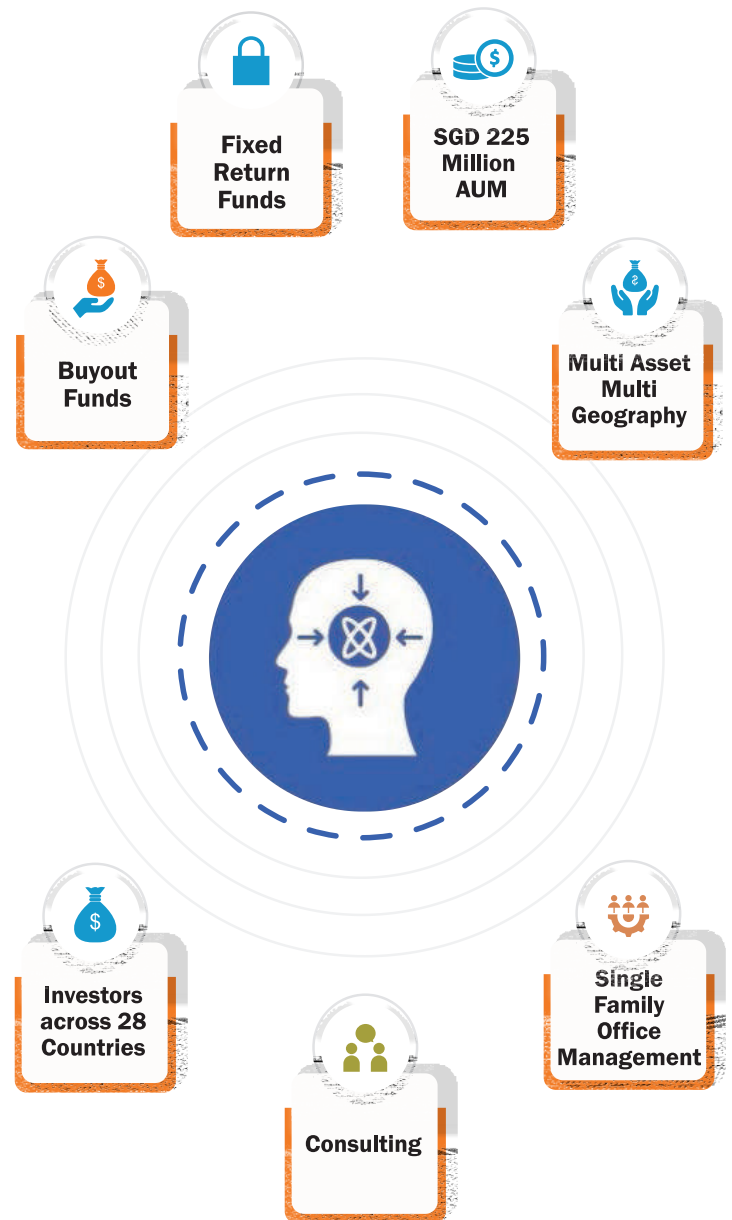 Fixed
Return
Funds
SGD 225
Million
AUM
Buyout
Funds
Multi Asset
Multi
Geography
Investors
across 28
Countries
Single
Family
Office
Management
Consulting